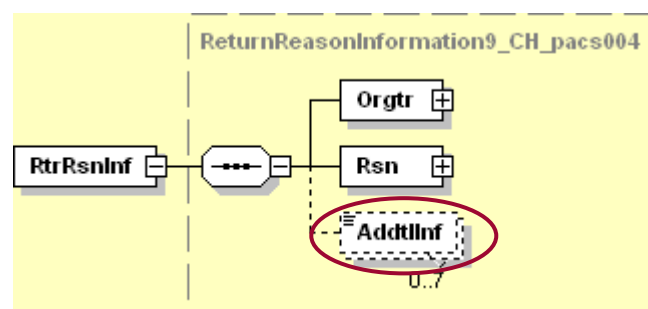 ReturnReasonInformation9_CH_pacs004
Orgtr
RtrRsnInf
Rsn
AddtlInf
0..7